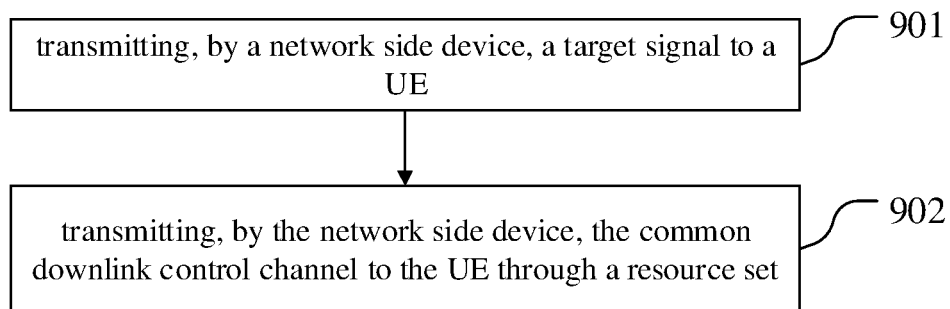 transmitting, by a network side device, a target signal to a
UE
901
transmitting, by the network side device, the common
downlink control channel to the UE through a resource set
902